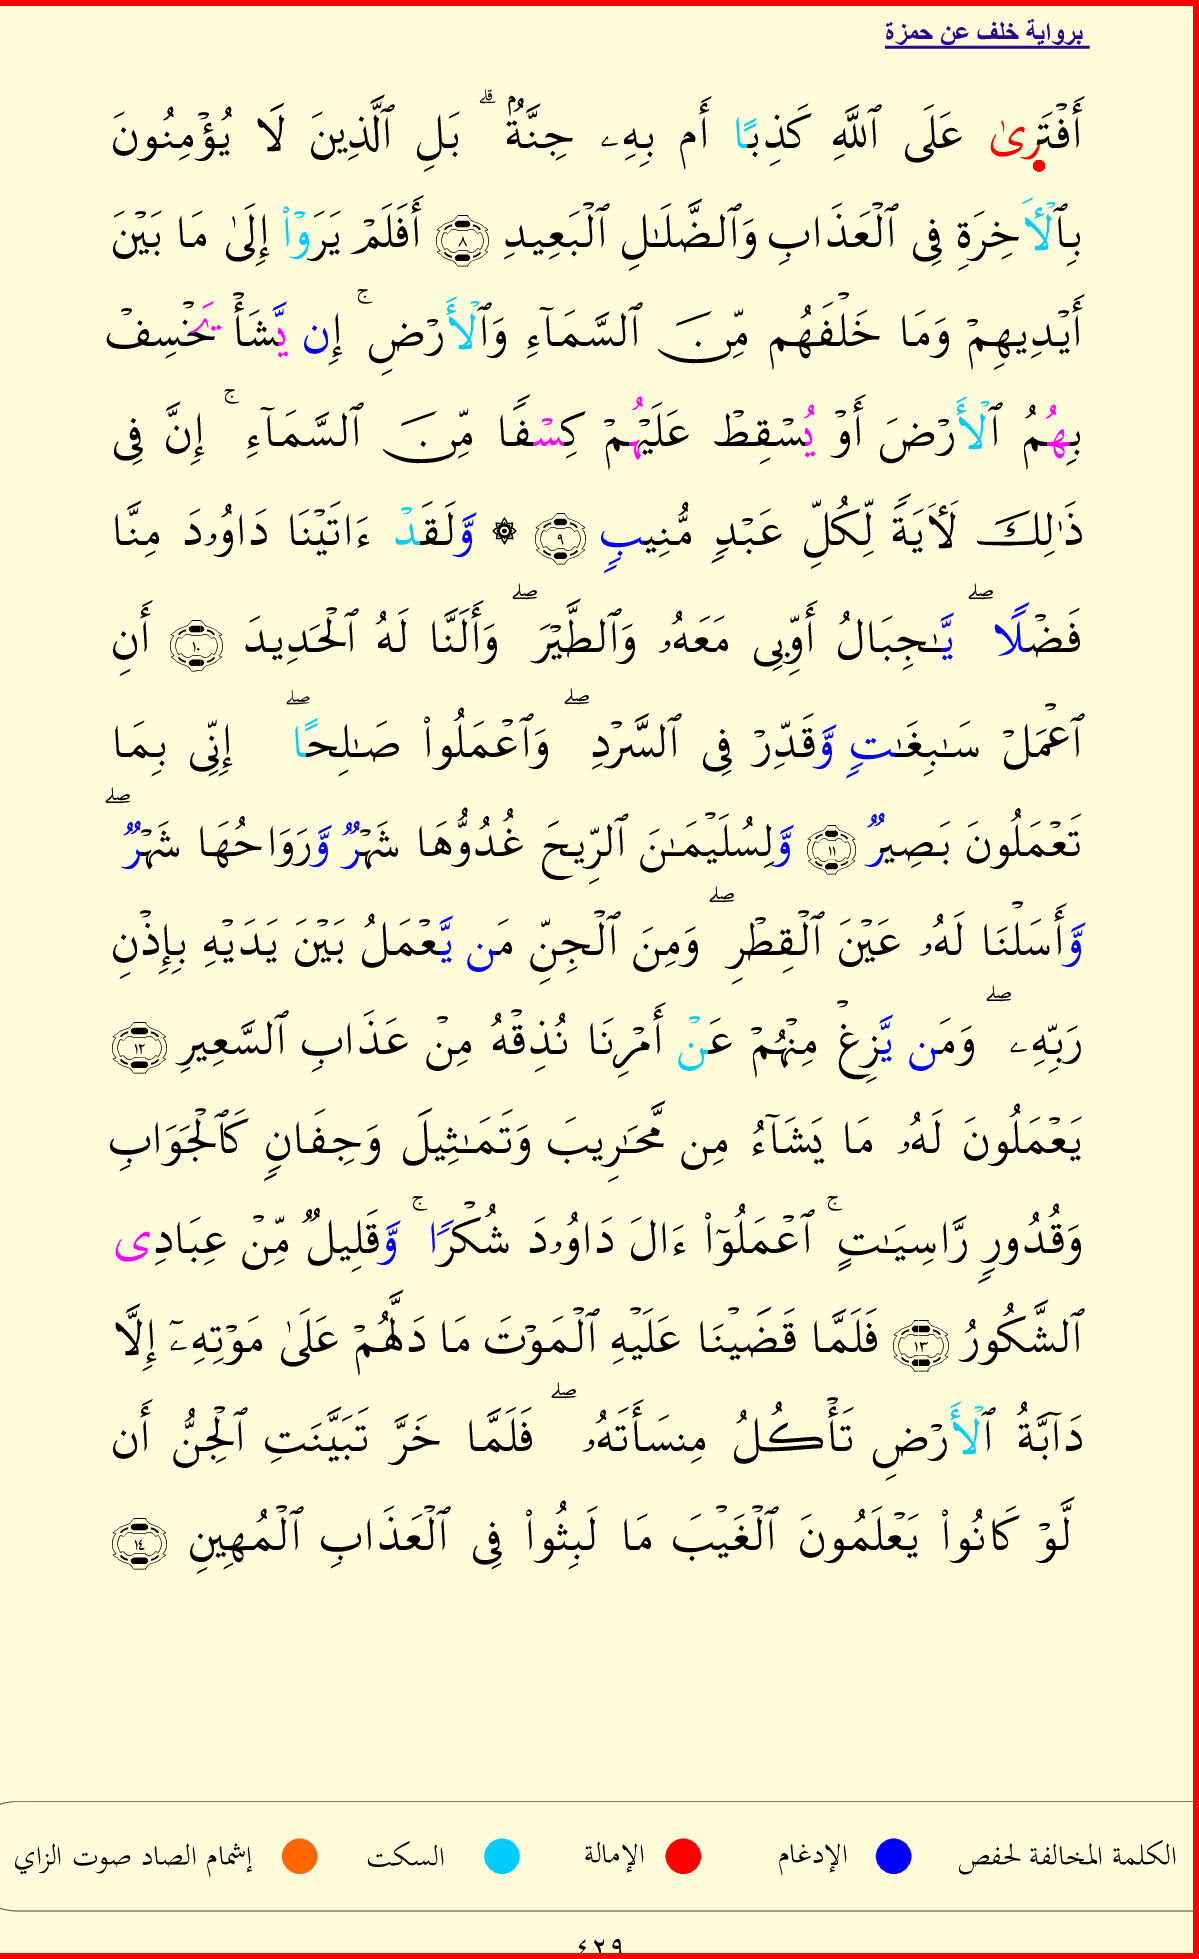 برواية خلف عن حمزة
أَفْتَرِىٰ عَلَى ٱللَّهِ كَذِبًا أَم بِهِۦ جِنَّةٌۢ ۗ بَلِ ٱلَّذِينَ لَا يُؤْمِنُونَ
بِٱلْأَخِرَةِ فِى ٱلْعَذَابِ وَٱلضَّلَـٰلِ ٱلْبَعِيدِ ٨ أَفَلَمْ يَرَوْا۟ إِلَىٰ مَا بَيْنَ
أَيْدِيهِمْ وَمَا خَلْفَهُم مِّنَ ٱلسَّمَآءِ وَٱلْأَرْضِ ۚ إِن يَّشَأْ يَخْسِفْ
بِهُمُ ٱلْأَرْضَ أَوْ يُسْقِطْ عَلَيْهُمْ كِسْفًا مِّنَ ٱلسَّمَآءِ ۚ إِنَّ فِى
ذَٰلِكَ لَأَيَةً لِّكُلِّ عَبْدٍ مُّنِيبٍ ٩ ۞ وَّلَقَدْ ءَاتَيْنَا دَاوُۥدَ مِنَّا
فَضْلًا ۖ يَّـٰجِبَالُ أَوِّبِى مَعَهُۥ وَٱلطَّيْرَ ۖ وَأَلَنَّا لَهُ ٱلْحَدِيدَ ١٠ أَنِ
ٱعْمَلْ سَـٰبِغَـٰتٍ وَّقَدِّرْ فِى ٱلسَّرْدِ ۖ وَٱعْمَلُوا۟ صَـٰلِحًا ۖ إِنِّى بِمَا
تَعْمَلُونَ بَصِيرٌ ١١ وَّلِسُلَيْمَـٰنَ ٱلرِّيحَ غُدُوُّهَا شَهْرٌ وَّرَوَاحُهَا شَهْرٌ ۖ
وَّأَسَلْنَا لَهُۥ عَيْنَ ٱلْقِطْرِ ۖ وَمِنَ ٱلْجِنِّ مَن يَّعْمَلُ بَيْنَ يَدَيْهِ بِإِذْنِ
رَبِّهِۦ ۖ وَمَن يَّزِغْ مِنْهُمْ عَنْ أَمْرِنَا نُذِقْهُ مِنْ عَذَابِ ٱلسَّعِيرِ ١٢
يَعْمَلُونَ لَهُۥ مَا يَشَآءُ مِن مَّحَـٰرِيبَ وَتَمَـٰثِيلَ وَجِفَانٍ كَٱلْجَوَابِ
وَقُدُورٍ رَّاسِيَـٰتٍ ۚ ٱعْمَلُوٓا۟ ءَالَ دَاوُۥدَ شُكْرًا ۚ وَّقَلِيلٌ مِّنْ عِبَادِى
ٱلشَّكُورُ ١٣ فَلَمَّا قَضَيْنَا عَلَيْهِ ٱلْمَوْتَ مَا دَلَّهُمْ عَلَىٰ مَوْتِهِۦٓ إِلَّا
دَآبَّةُ ٱلْأَرْضِ تَأْكُلُ مِنسَأَتَهُۥ ۖ فَلَمَّا خَرَّ تَبَيَّنَتِ ٱلْجِنُّ أَن
لَّوْ كَانُوا۟ يَعْلَمُونَ ٱلْغَيْبَ مَا لَبِثُوا۟ فِى ٱلْعَذَابِ ٱلْمُهِينِ ١٤
الكلمة المخالفة لحفص الإدغام الإمالة السكت إشمام الصاد صوت الزاي
٤٢٩